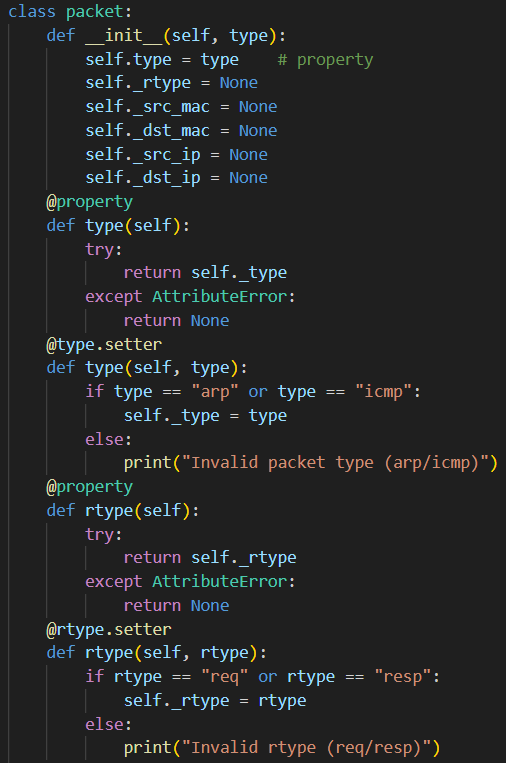 class packet:
    def __init__(self, type):
        self.type = type    # property
        self._rtype = None
        self._src_mac = None
        self._dst_mac = None
        self._src_ip = None
        self._dst_ip = None
    @property
    def type(self):
        try:
            return self._type
        except AttributeError:
            return None
    @type.setter
    def type(self, type):
        if type == "arp" or type == "icmp":
            self._type = type
        else:
            print("Invalid packet type (arp/icmp)")
    @property
    def rtype(self):
        try:
            return self._rtype
        except AttributeError:
            return None
    @rtype.setter
    def rtype(self, rtype):
        if rtype == "req" or rtype == "resp":
            self._rtype = rtype
        else:
            print("Invalid rtype (req/resp)")